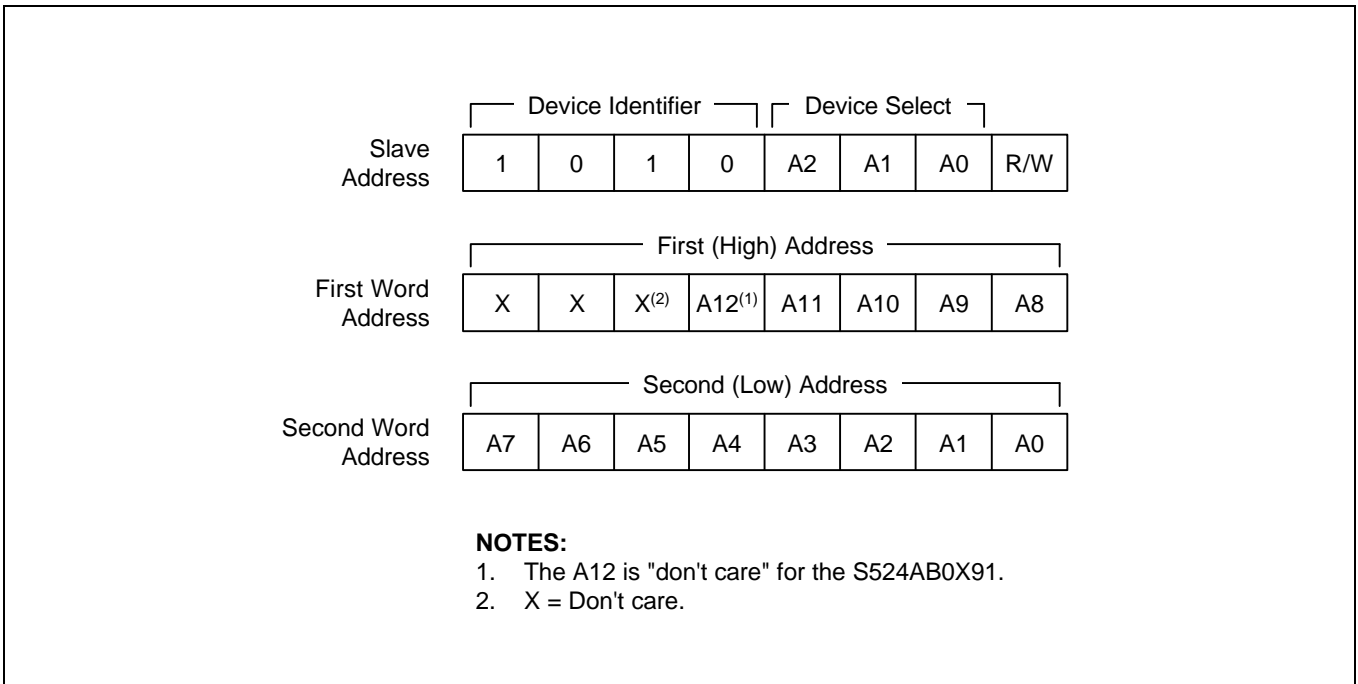 Device Identifier Device Select
Slave
Address
1 0 1 0 A2 A1 A0 R/W
First (High) Address
First Word
Address
X X X(2) A12(1) A11 A10 A9 A8
Second (Low) Address
Second Word
Address
A7 A6 A5 A4 A3 A2 A1 A0
NOTES:
1. The A12 is "don't care" for the S524AB0X91.
2. X = Don't care.